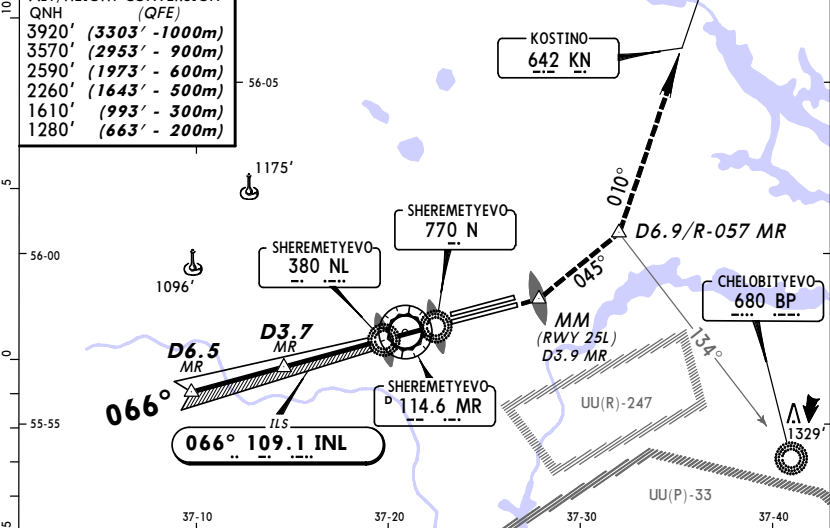 QNH (QFE)
3920' (3303' -1000m)
3570' (2953' - 900m)
2590' (1973' - 600m)
2260' (1643' - 500m)
1610' (993' - 300m)
1280' (663' - 200m)
10
56-05
KOSTINO
642 KN
1175'
5
010°
SHEREMETYEVO
770 N
D6.9/R-057 MR
56-00
SHEREMETYEVO
380 NL
1096'
045°
CHELOBITYEVO
680 BP
MM
(RWY 25L)
D3.9 MR
D3.7
MR
D6.5
MR
0
134°
066°
SHEREMETYEVO
D 114.6 MR
UU(R)-247
ILS
066° 109.1 INL
55-55
1329'
UU(P)-33
5
37-10
37-20
37-30
37-40